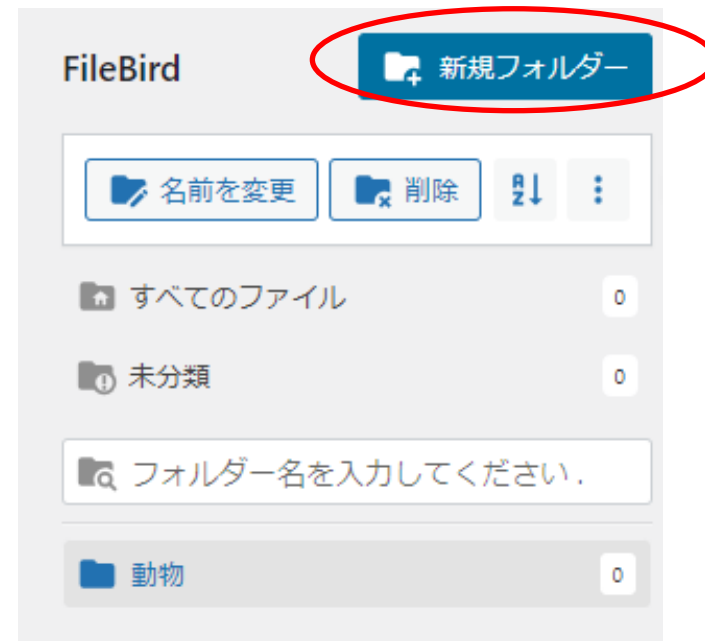 FileBird 新規フォルダー
名前を変更 削除
すべてのファイル 0
未分類 0
フォルダー名を入力してください .
動物 0